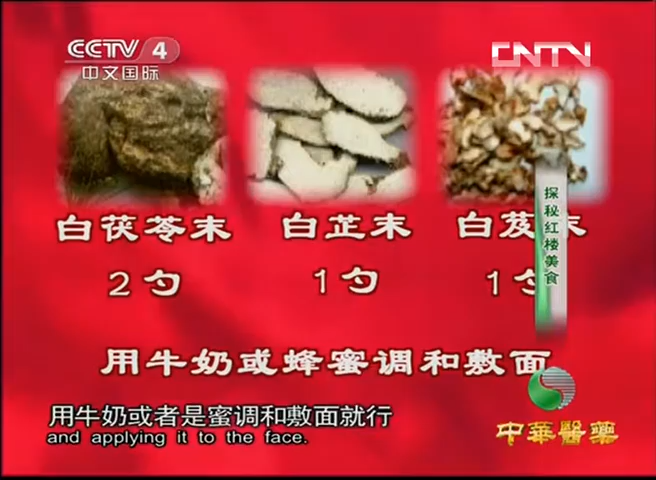 CCTV 4
中文国际
CNTV
白茯苓末
白芷末
白芨末
2勺
1勺
1勺
探秘红楼美食
用牛奶或蜂蜜调和敷面
用牛奶或者是蜜调和敷面就行
and applying it to the face.
中華醫藥